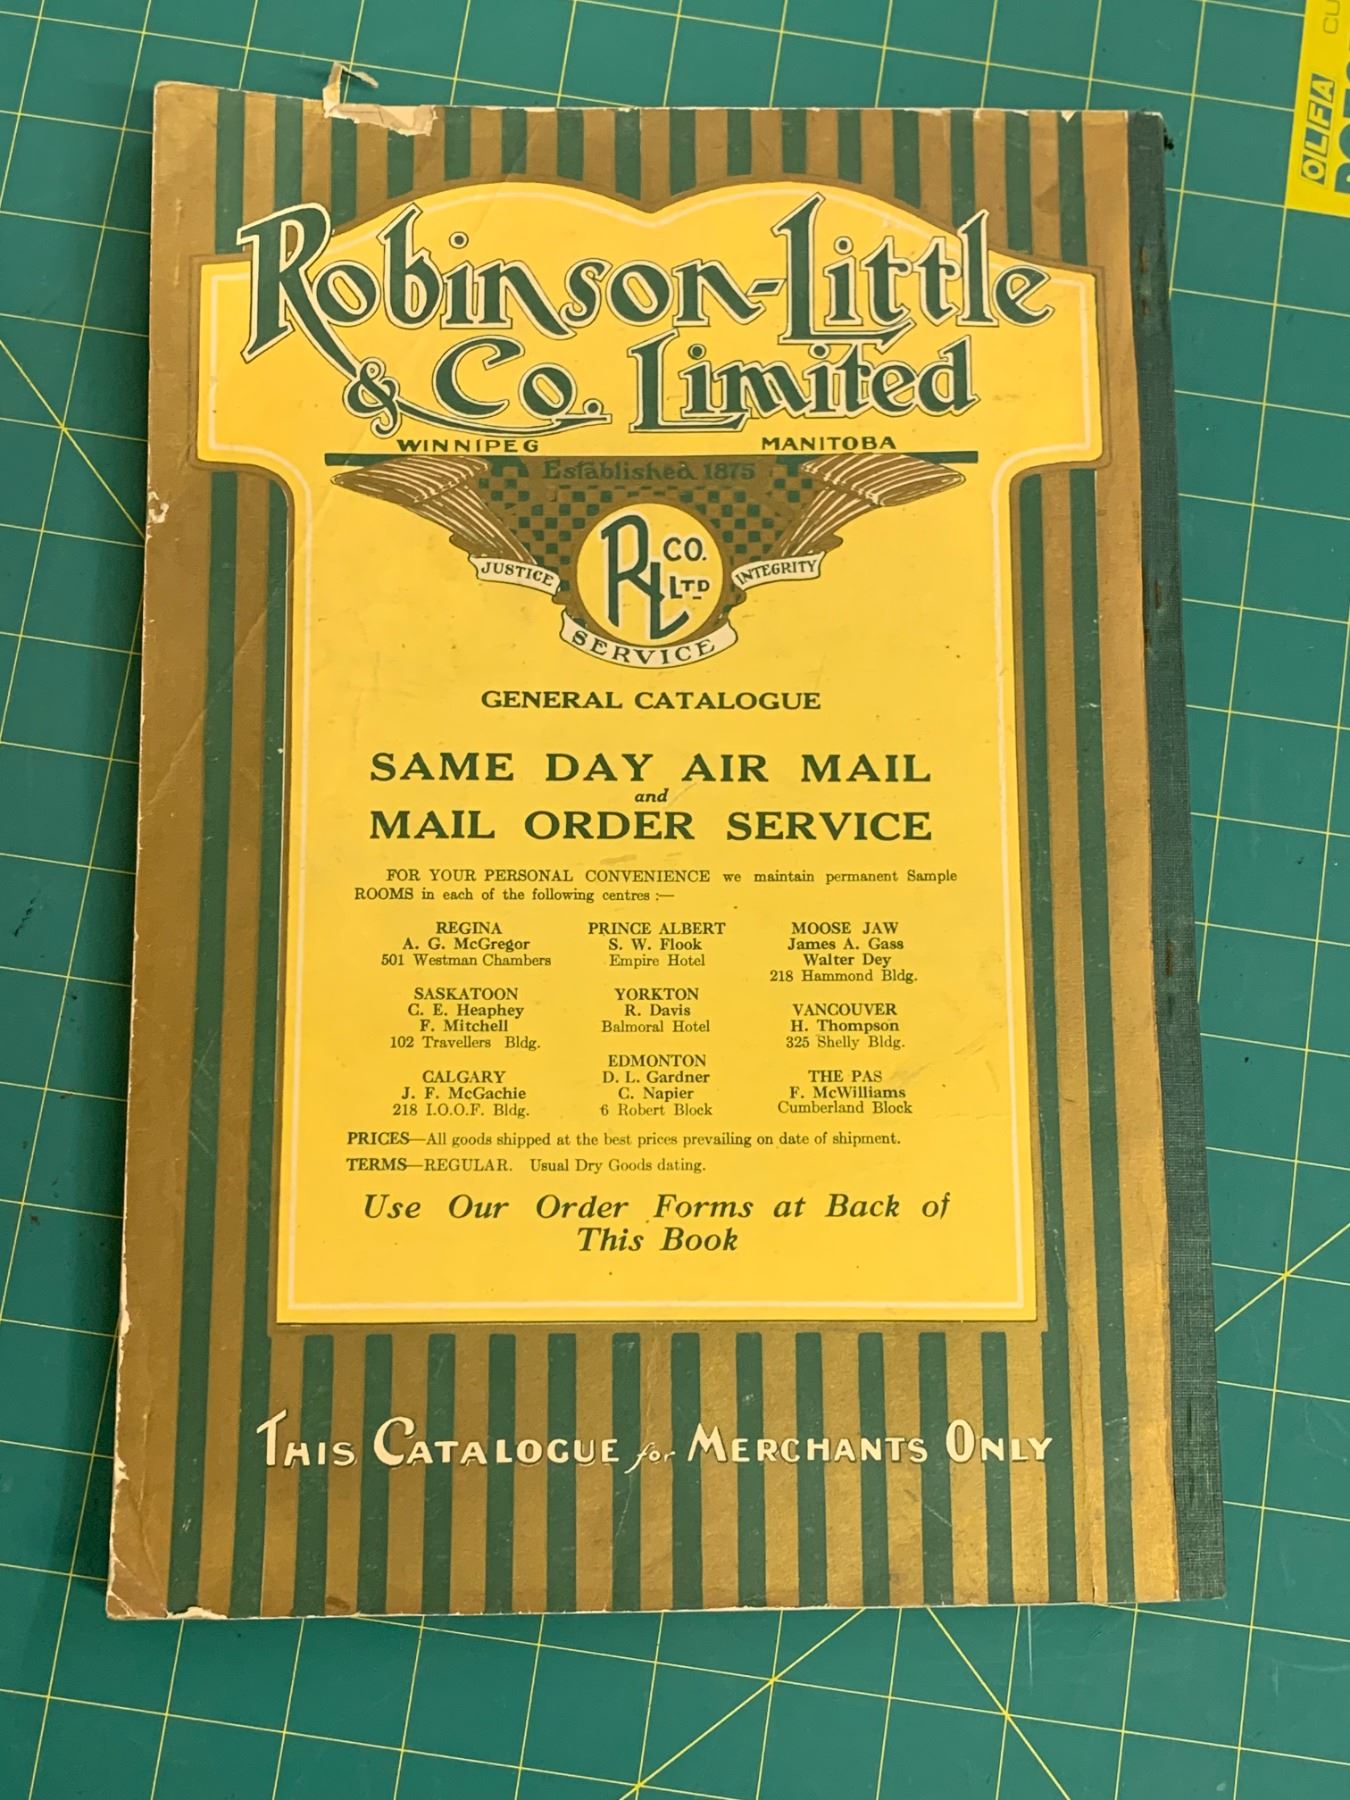 Robinson-Little
& Co. Limited
WINNIPEG MANITOBA
Established 1875
RL CO. LTD
JUSTICE INTEGRITY
SERVICE
GENERAL CATALOGUE
SAME DAY AIR MAIL
and
MAIL ORDER SERVICE
FOR YOUR PERSONAL CONVENIENCE we maintain permanent Sample
ROOMS in each of the following centres :—
REGINA
A. G. McGregor
501 Westman Chambers
PRINCE ALBERT
S. W. Flook
Empire Hotel
MOOSE JAW
James A. Gass
Walter Dey
218 Hammond Bldg.
SASKATOON
C. E. Heaphey
F. Mitchell
102 Travellers Bldg.
YORKTON
R. Davis
Balmoral Hotel
VANCOUVER
H. Thompson
325 Shelly Bldg.
CALGARY
J. F. McGachie
218 I.O.O.F. Bldg.
EDMONTON
D. L. Gardner
C. Napier
6 Robert Block
THE PAS
F. McWilliams
Cumberland Block
PRICES—All goods shipped at the best prices prevailing on date of shipment.
TERMS—REGULAR. Usual Dry Goods dating.
Use Our Order Forms at Back of
This Book
THIS CATALOGUE for MERCHANTS ONLY
OLFA